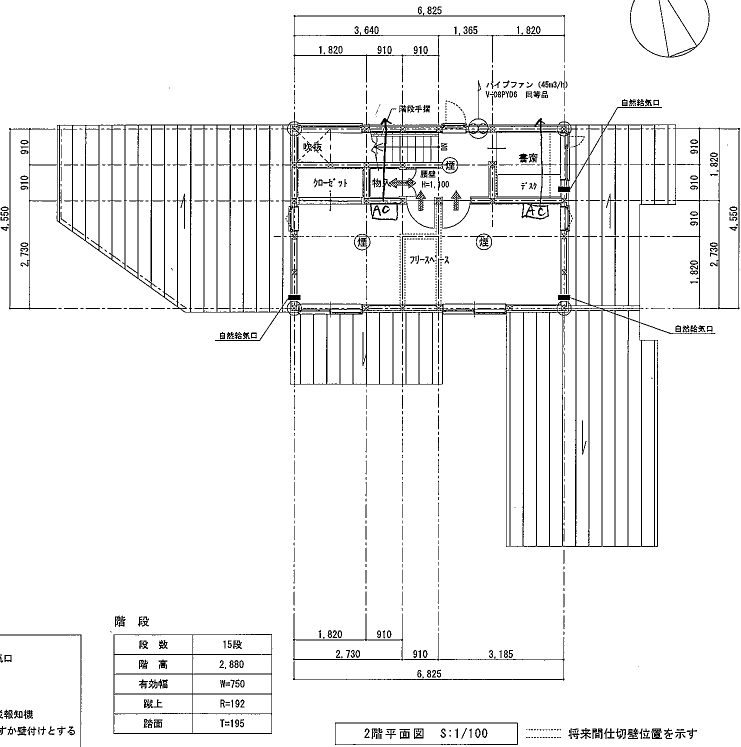 6,825
3,640
1,365
1,820
1,820
910
910
パイプファン (45m3/h)
V=08PY06 同等品
階段手摺
自然給気口
吹抜
煙
書斎
腰壁
H=1,100
クローゼット
物入
デスク
AC
AC
煙
煙
フリースペース
910
910
2,730
4,550
910
910
910
1,820
1,820
2,730
4,550
自然給気口
自然給気口
階 段
段 数 15段
階 高 2,880
有効幅 W=750
蹴上 R=192
踏面 T=195
1,820
910
2,730
910
3,185
6,825
気口
報知機
すか壁付けとする
2階平面図 S:1/100
将来間仕切壁位置を示す